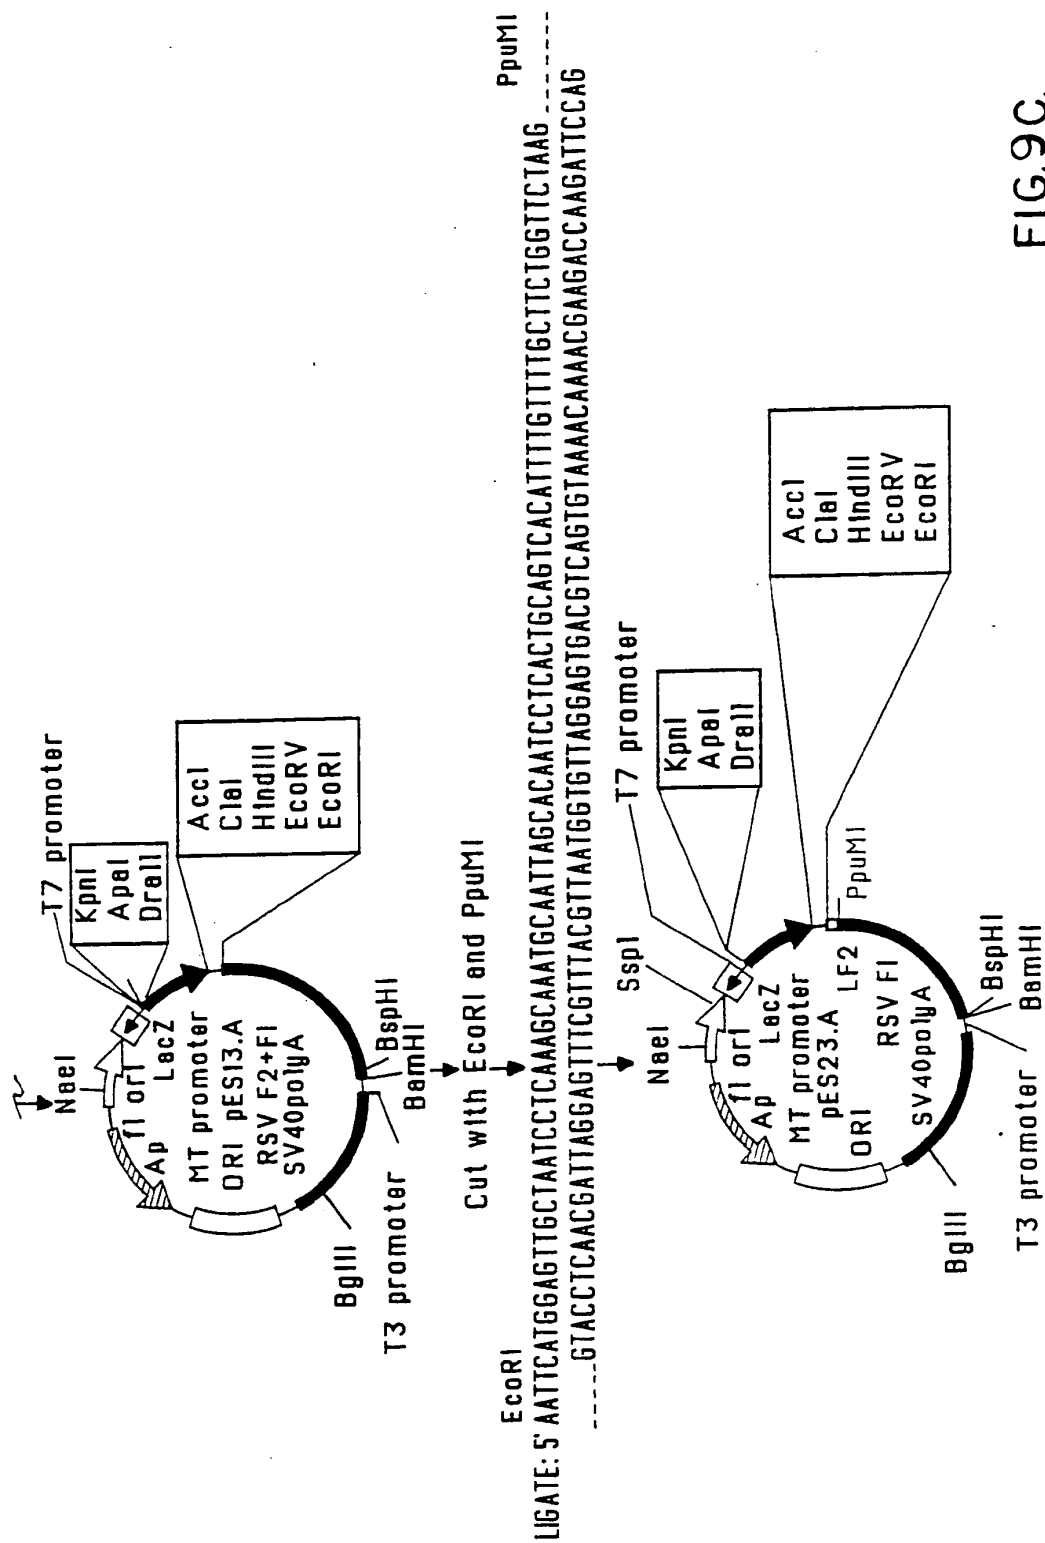 NaeI
T7 promoter
KpnI
ApaI
DraII
AccI
ClaI
HindIII
EcoRV
EcoRI
Ap
f1 ori
LacZ
MT promoter
ORI pES13.A
RSV F2+F1
SV40polyA
BglII
T3 promoter
BspHI
BamHI
Cut with EcoRI and PpuMI
EcoRI
PpuMI
LIGATE: 5' AATTCATGGAGTTGCTAATCCTCAAAGCAAATGCAATTAGCACAATCCTCACTGCAGTCACATTTTGTTTTGCTTCTGGTTCTAAG-------
-----GTACCTCAACGATTAGGAGTTTCGTTTACGTTAATGGTGTTAGGAGTGACGTCAGTGTAAAACAAAACGAAGACCAAGATTCCAG
NaeI
SspI
T7 promoter
KpnI
ApaI
DraII
AccI
ClaI
HindIII
EcoRV
EcoRI
Ap
f1 ori
LacZ
MT promoter
pES23.A
ORI
LF2
RSV F1
SV40polyA
PpuMI
BglII
T3 promoter
BspHI
BamHI
FIG.9C.